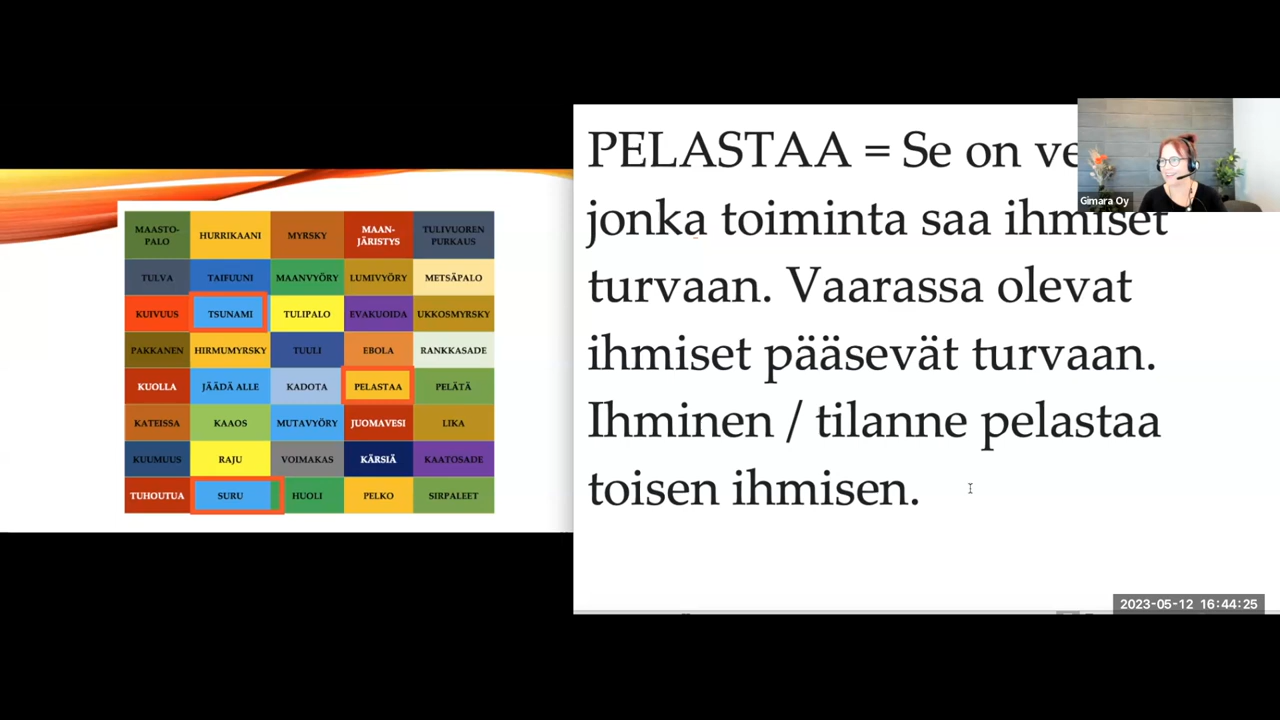 MAASTO-
PALO
HURRIKAANI
MYRSKY
MAAN-
JÄRISTYS
TULIVUOREN
PURKAUS
TULVA
TAIFUUNI
MAANVYÖRY
LUMIVYÖRY
METSÄPALO
KUIVUUS
TSUNAMI
TULIPALO
EVAKUOIDA
UKKOSMYRSKY
PAKKANEN
HIRMUMYRSKY
TUULI
EBOLA
RANKKASADE
KUOLLA
JÄÄDÄ ALLE
KADOTA
PELASTAA
PELÄTÄ
KATEISSA
KAAOS
MUTAVYÖRY
JUOMAVESI
LIKA
KUUMUUS
RAJU
VOIMAKAS
KÄRSIÄ
KAATOSADE
TUHOUTUA
SURU
HUOLI
PELKO
SIRPALEET
PELASTAA = Se on
jonka toiminta saa ihmiset
turvaan. Vaarassa olevat
ihmiset pääsevät turvaan.
Ihminen / tilanne pelastaa
toisen ihmisen.
Gimara Oy
2023-05-12 16:44:25